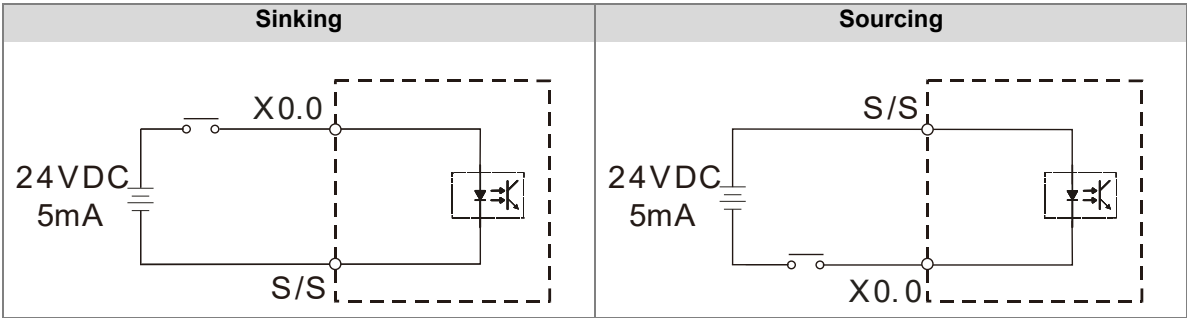 Sinking
X0.0
24VDC
5mA
S/S
Sourcing
S/S
24VDC
5mA
X0.0